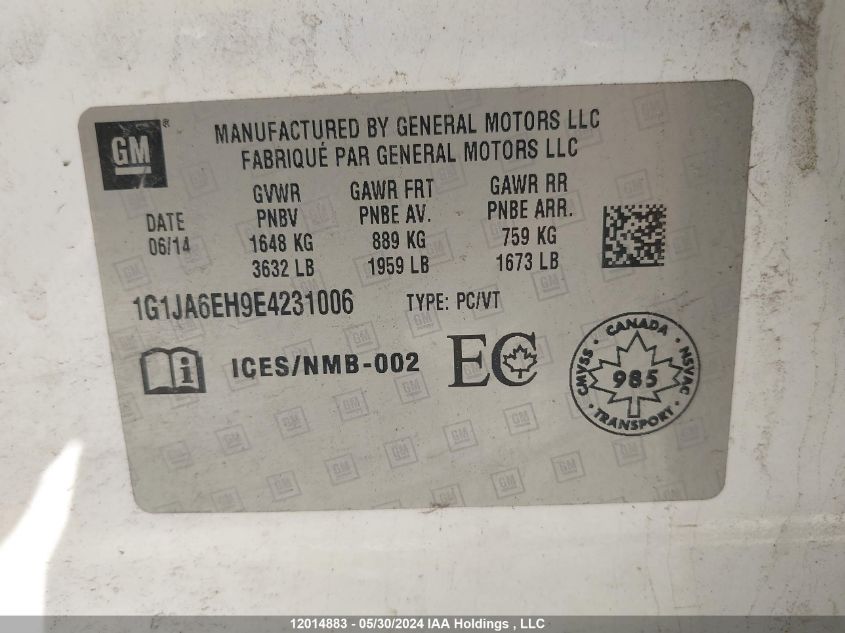 GM ®
MANUFACTURED BY GENERAL MOTORS LLC
FABRIQUÉ PAR GENERAL MOTORS LLC
DATE
06/14
GVWR
PNBV
1648 KG
3632 LB
GAWR FRT
PNBE AV.
889 KG
1959 LB
GAWR RR
PNBE ARR.
759 KG
1673 LB
1G1JA6EH9E4231006 TYPE: PC/VT
i ICES/NMB-002 EC
CMVSS · CANADA · NSVAC · TRANSPORT ·
985
12014883 - 05/30/2024 IAA Holdings , LLC